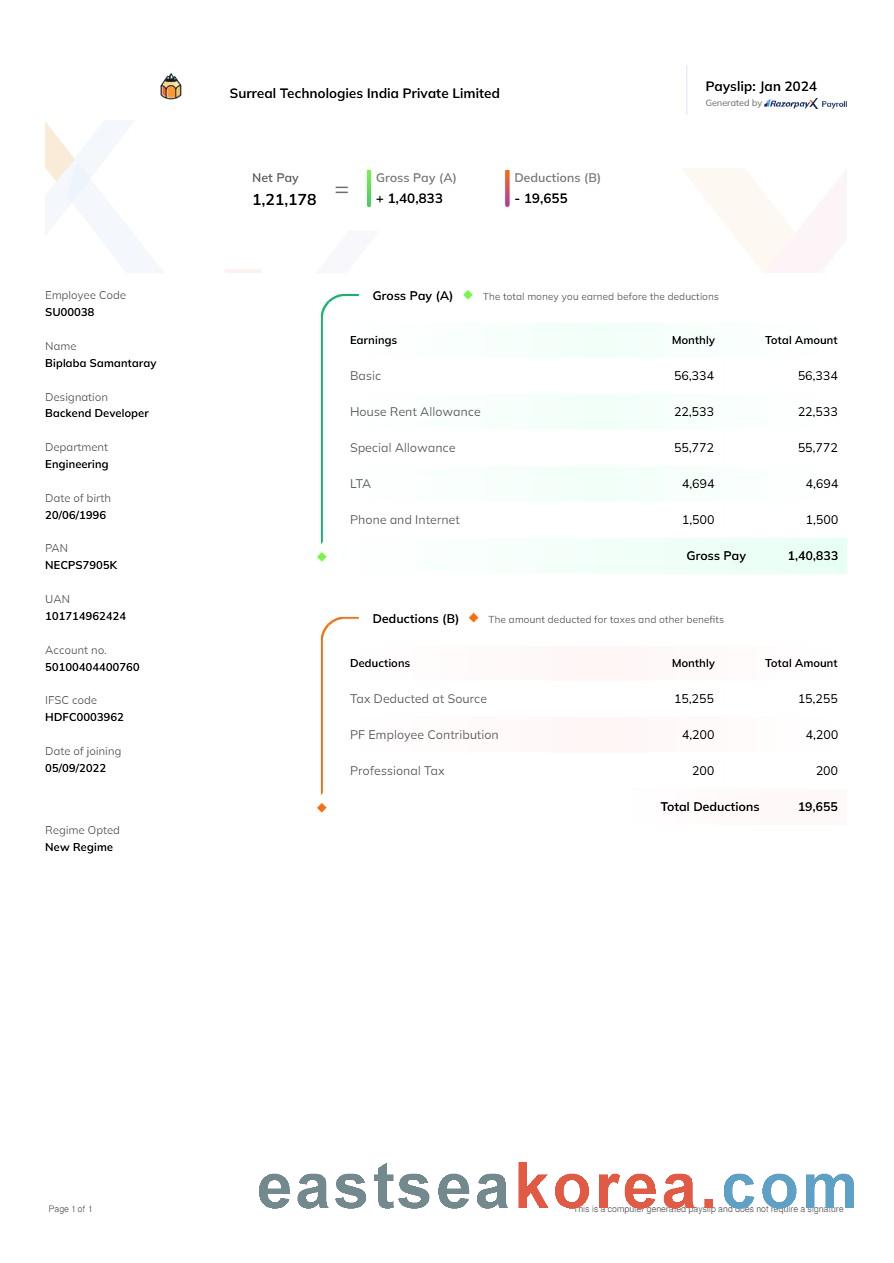 Surreal Technologies India Private Limited
Payslip: Jan 2024
Generated by RazorpayX Payroll
Net Pay
1,21,178
=
Gross Pay (A)
+ 1,40,833
Deductions (B)
- 19,655
Employee Code
SU00038
Name
Biplaba Samantaray
Designation
Backend Developer
Department
Engineering
Date of birth
20/06/1996
PAN
NECPS7905K
UAN
101714962424
Account no.
50100404400760
IFSC code
HDFC0003962
Date of joining
05/09/2022
Regime Opted
New Regime
Gross Pay (A) The total money you earned before the deductions
Earnings Monthly Total Amount
Basic 56,334 56,334
House Rent Allowance 22,533 22,533
Special Allowance 55,772 55,772
LTA 4,694 4,694
Phone and Internet 1,500 1,500
Gross Pay 1,40,833
Deductions (B) The amount deducted for taxes and other benefits
Deductions Monthly Total Amount
Tax Deducted at Source 15,255 15,255
PF Employee Contribution 4,200 4,200
Professional Tax 200 200
Total Deductions 19,655
eastseakorea.com
Page 1 of 1
This is a computer generated payslip and does not require a signature